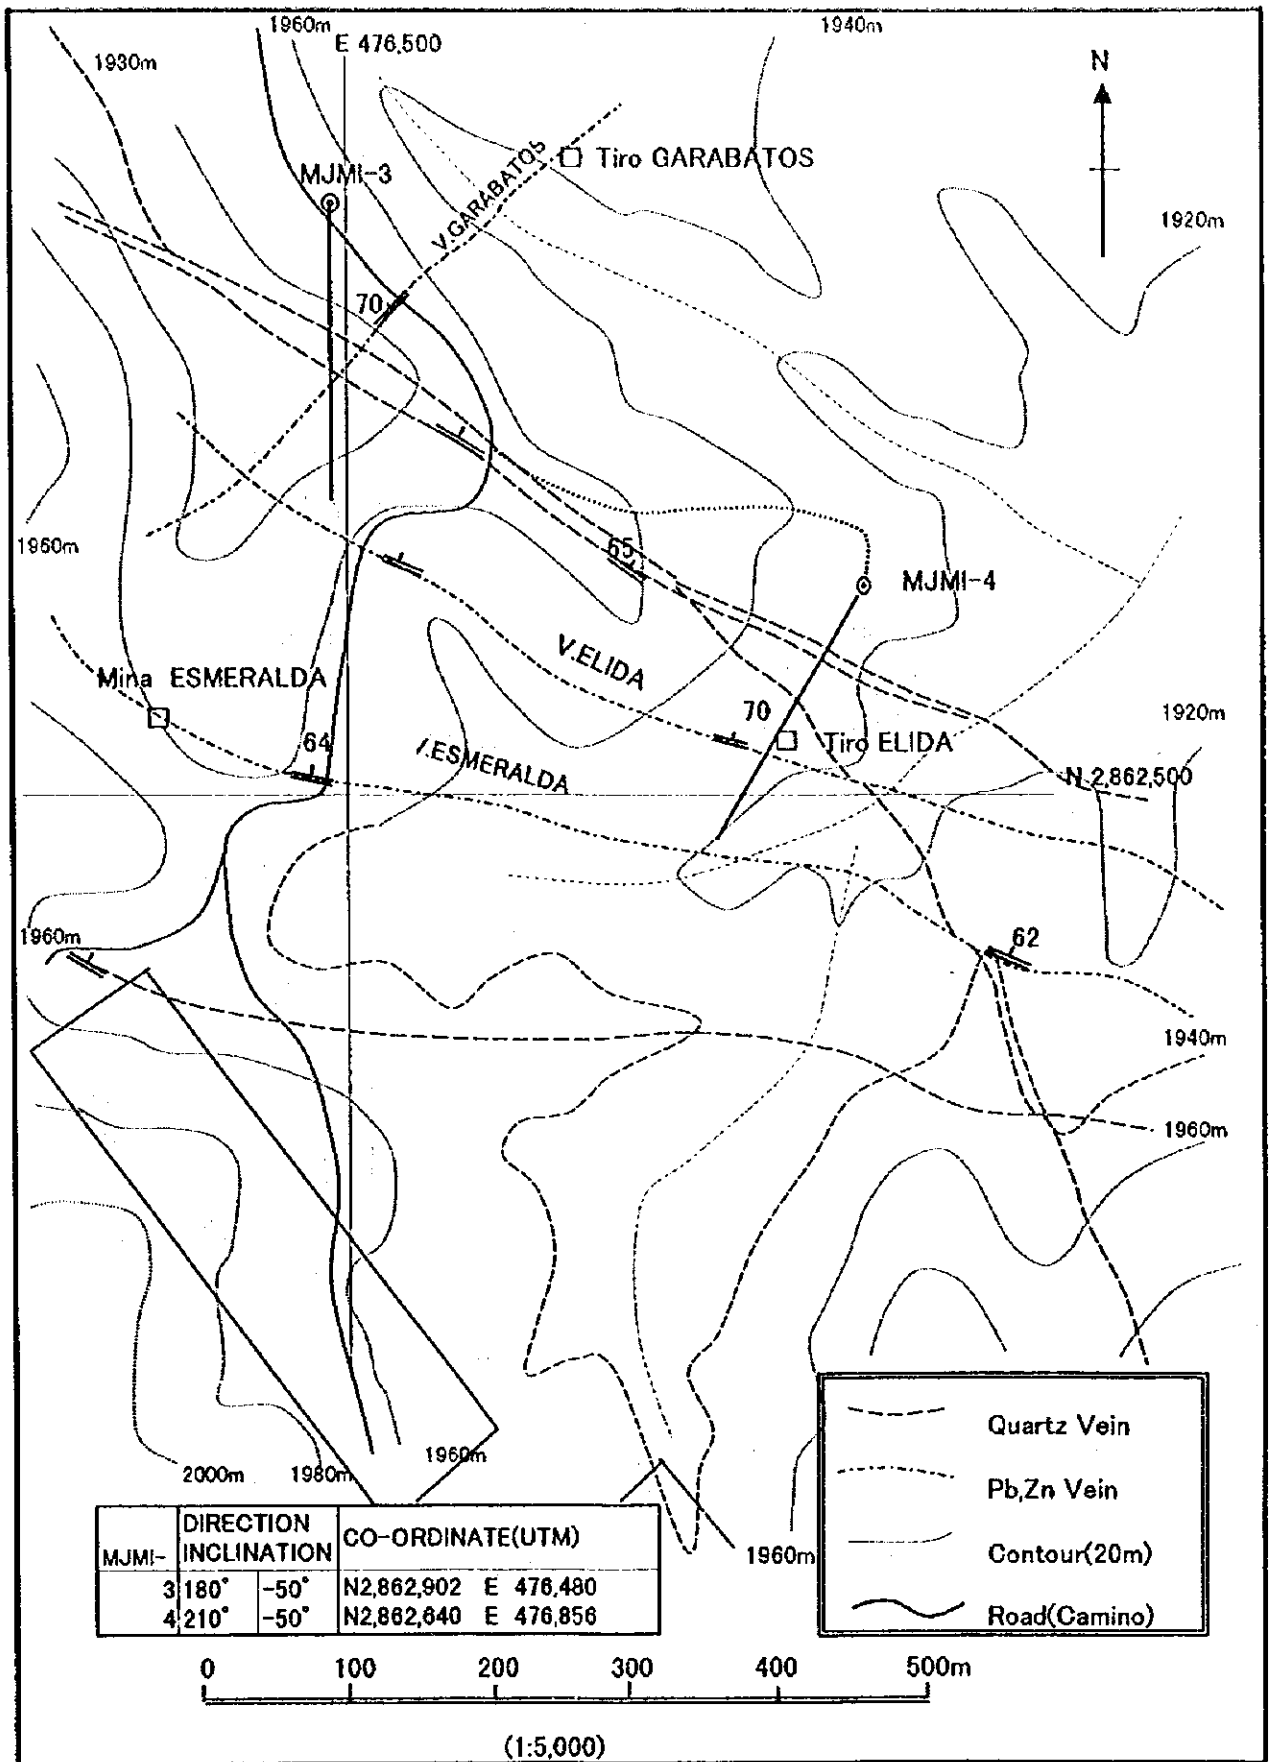 1960m
1940m
E 476,500
1930m
N
Tiro GARABATOS
MJMI-3
V.GARABATOS
1920m
70
1960m
65
MJMI-4
V.ELIDA
Mina ESMERALDA
70
1920m
64
Tiro ELIDA
V.ESMERALDA
N 2,862,500
1960m
62
1940m
1960m
Quartz Vein
Pb,Zn Vein
Contour(20m)
Road(Camino)
1960m
2000m 1980m
1960m
MJMI- DIRECTION INCLINATION CO-ORDINATE(UTM)
3 180° -50° N2,862,902 E 476,480
4 210° -50° N2,862,640 E 476,856
0 100 200 300 400 500m
(1:5,000)